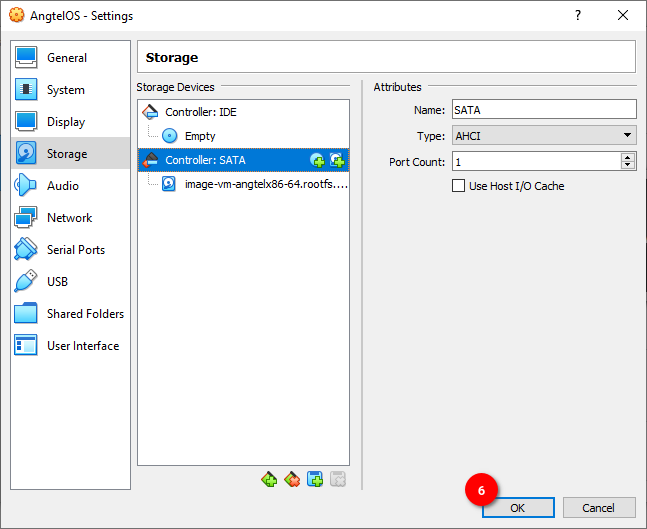 AngtelOS - Settings
?
General
System
Display
Storage
Audio
Network
Serial Ports
USB
Shared Folders
User Interface
Storage
Storage Devices
Controller: IDE
Empty
Controller: SATA
image-vm-angtelx86-64.rootfs....
Attributes
Name: SATA
Type: AHCI
Port Count: 1
Use Host I/O Cache
6
OK
Cancel